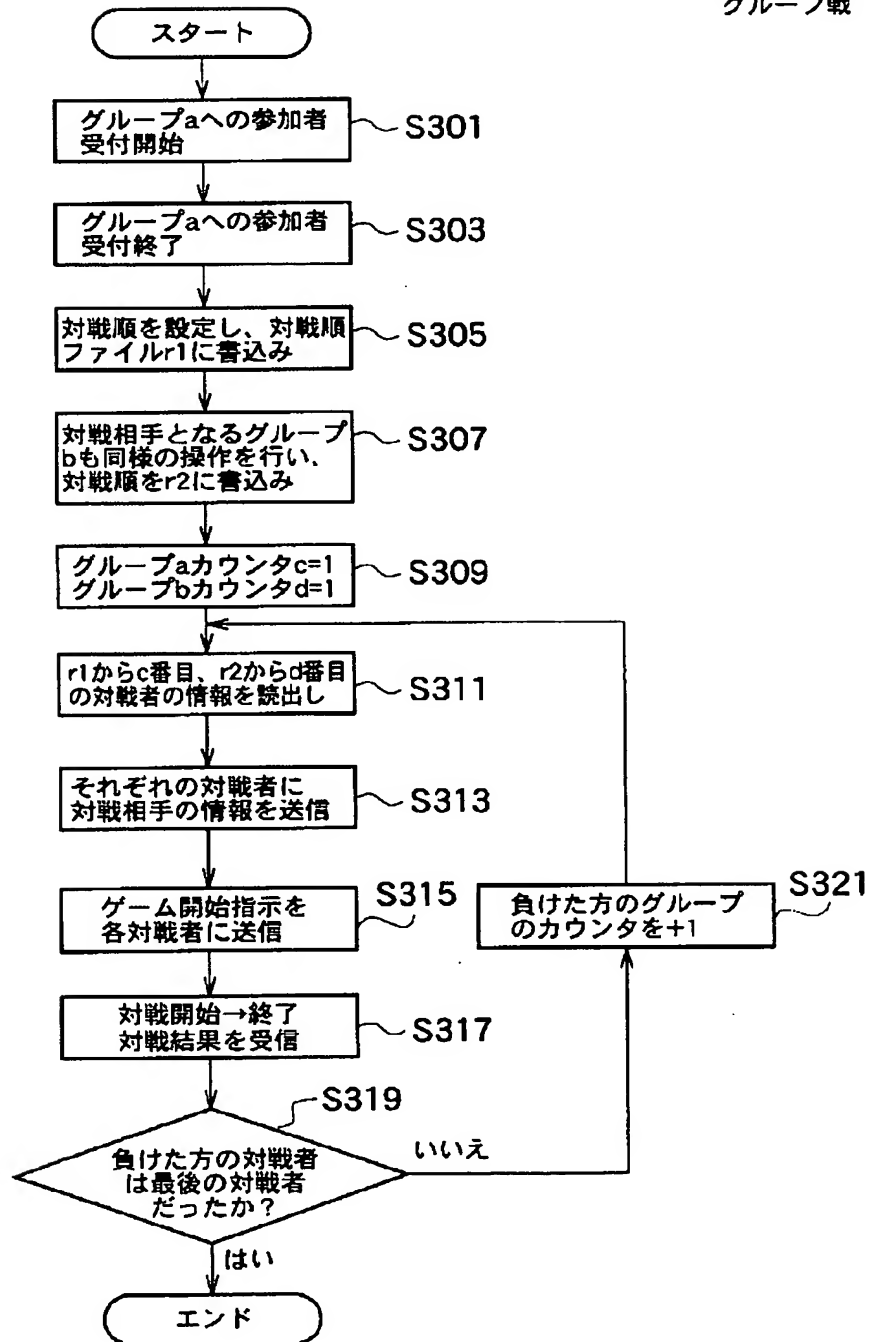 グループ戦
スタート
グループaへの参加者
受付開始
S301
グループaへの参加者
受付終了
S303
対戦順を設定し、対戦順
ファイルr1に書込み
S305
対戦相手となるグループ
bも同様の操作を行い、
対戦順をr2に書込み
S307
グループaカウンタc=1
グループbカウンタd=1
S309
r1からc番目、r2からd番目
の対戦者の情報を読出し
S311
それぞれの対戦者に
対戦相手の情報を送信
S313
ゲーム開始指示を
各対戦者に送信
S315
負けた方のグループ
のカウンタを+1
S321
対戦開始→終了
対戦結果を受信
S317
S319
負けた方の対戦者
は最後の対戦者
だったか？
いいえ
はい
エンド